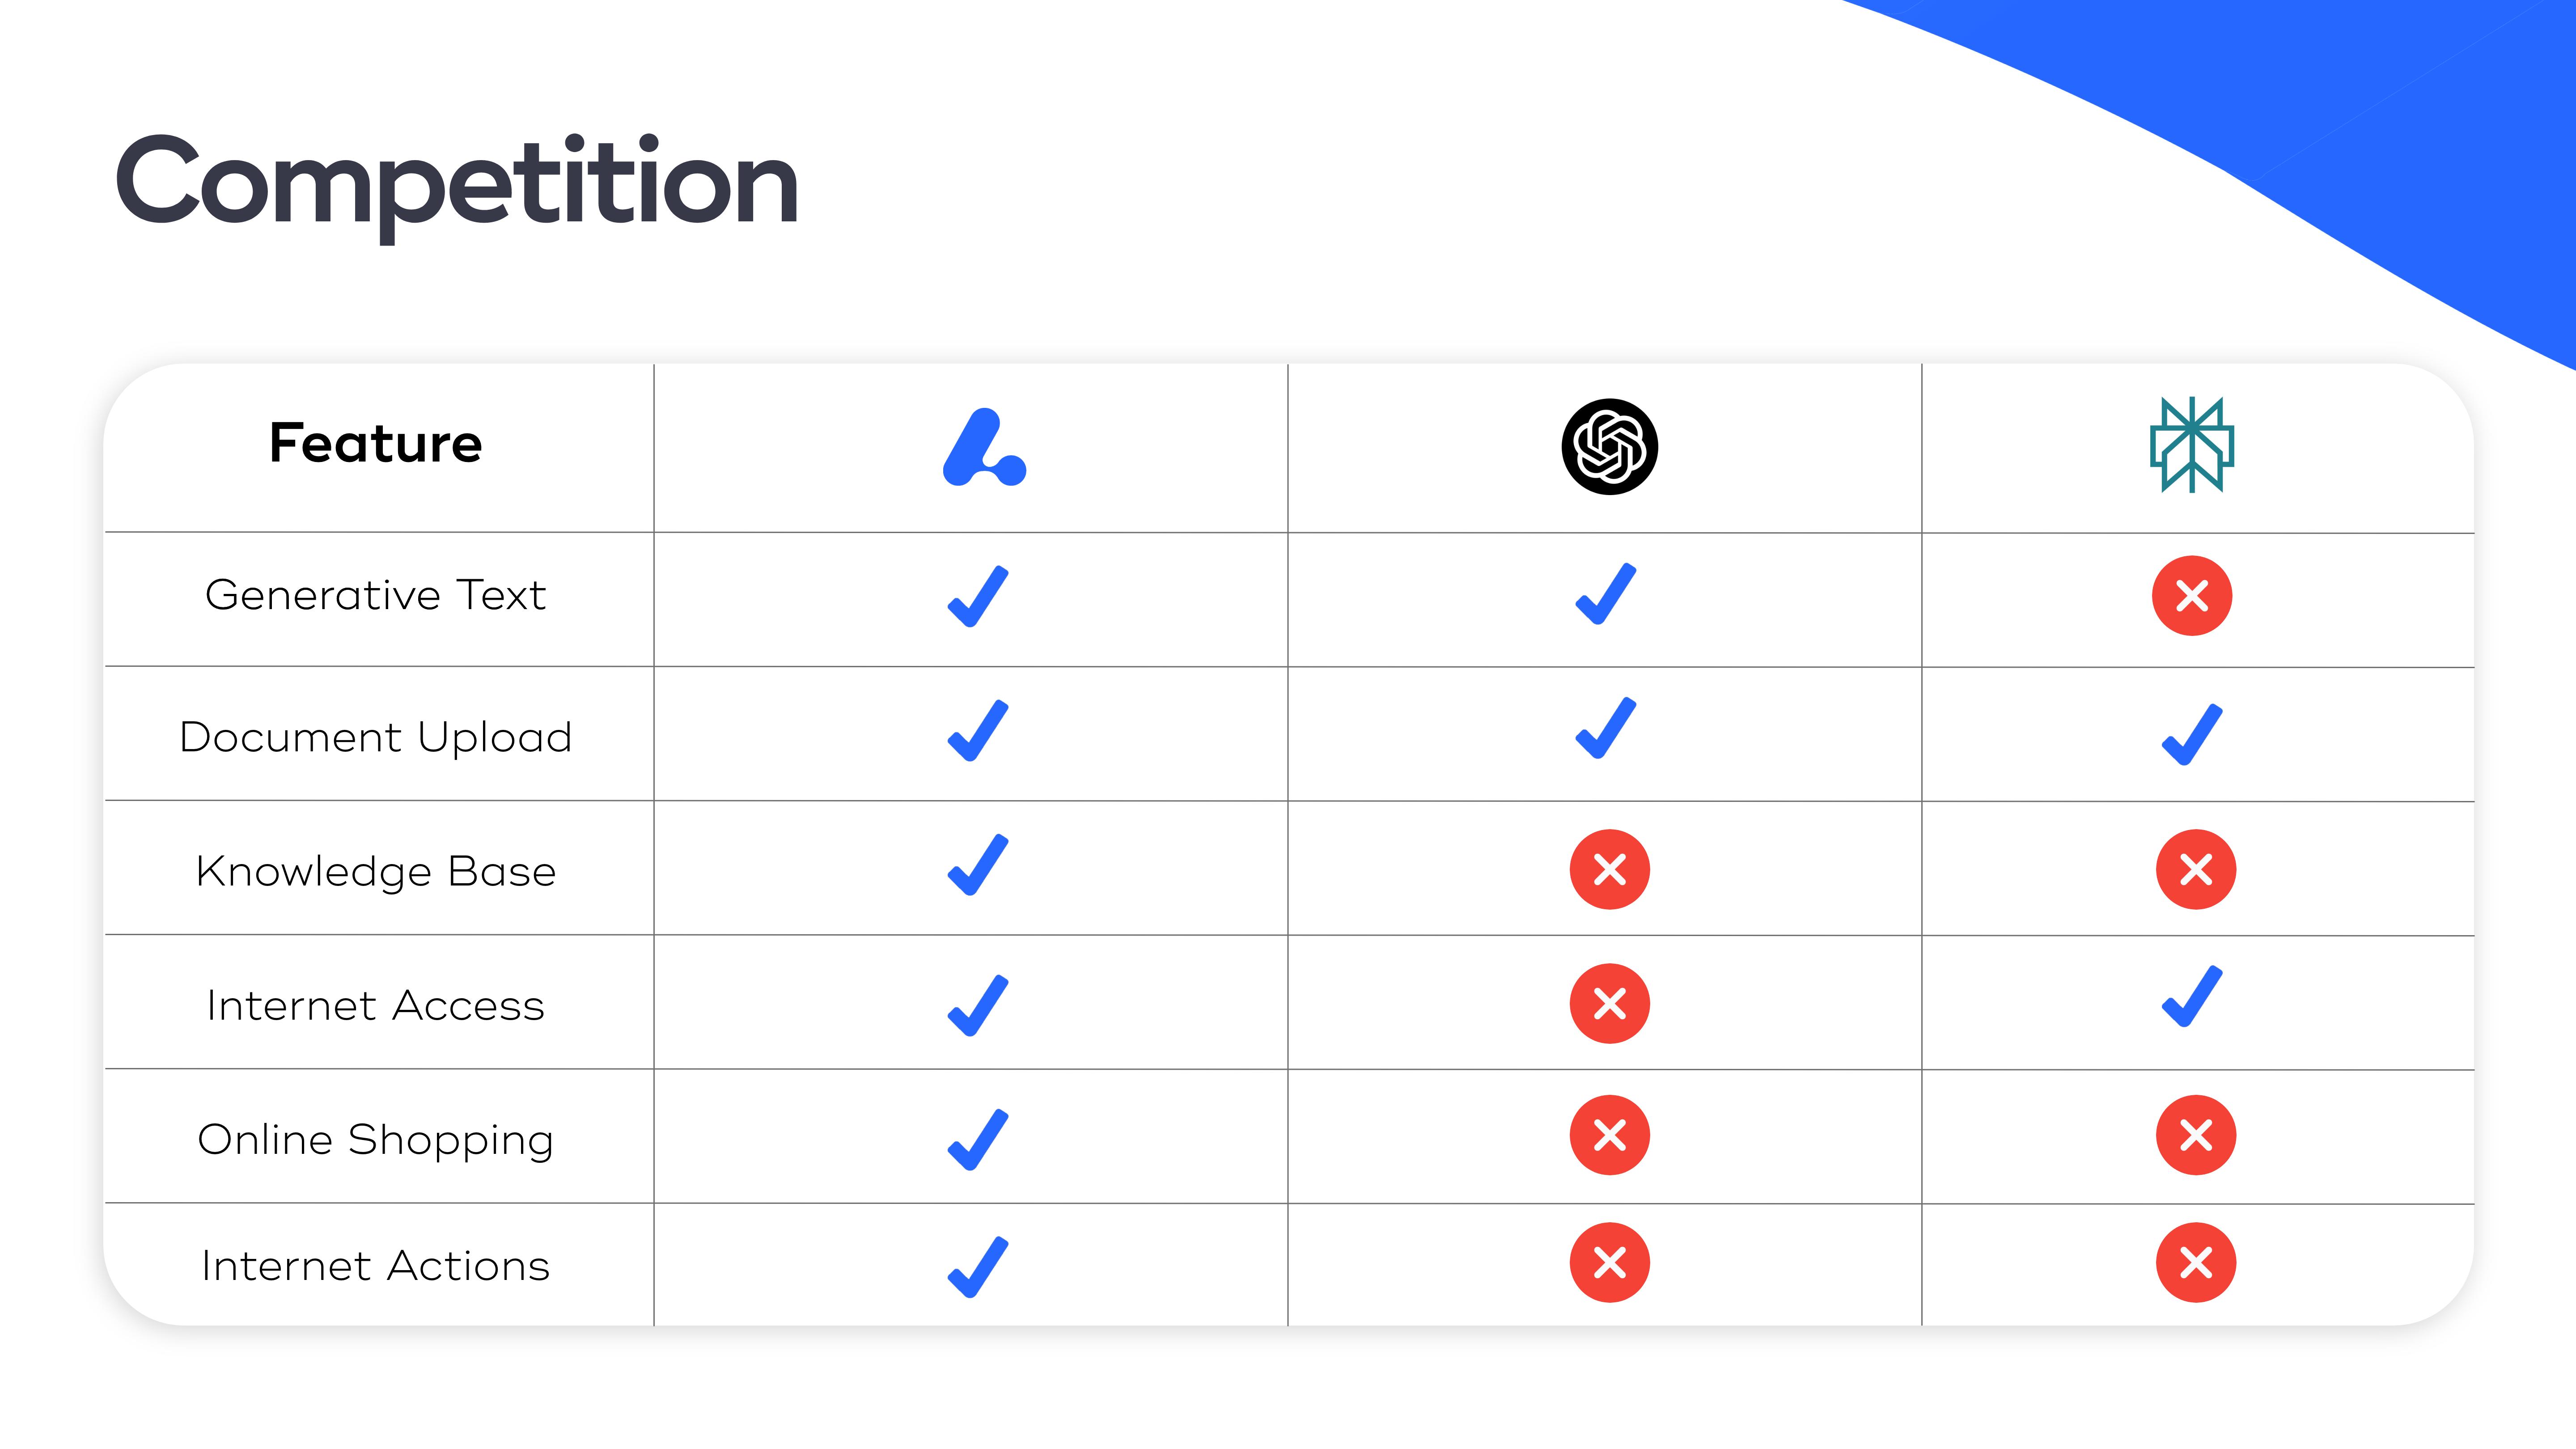 Competition
Feature
Generative Text
Document Upload
Knowledge Base
Internet Access
Online Shopping
Internet Actions